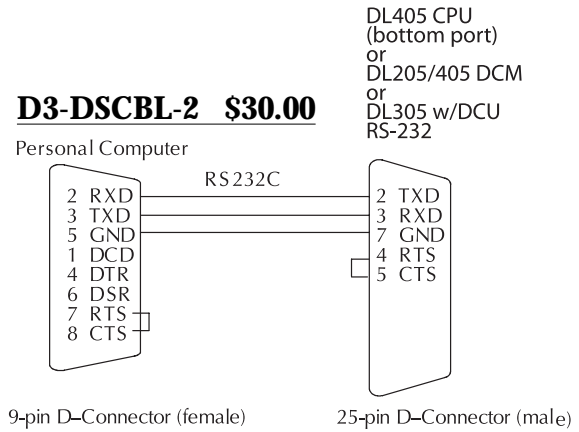 DL405 CPU
(bottom port)
or
DL205/405 DCM
or
DL305 w/DCU
RS-232
D3-DSCBL-2 $30.00
Personal Computer
RS232C
2 RXD
3 TXD
5 GND
1 DCD
4 DTR
6 DSR
7 RTS
8 CTS
2 TXD
3 RXD
7 GND
4 RTS
5 CTS
9-pin D–Connector (female)
25-pin D–Connector (male)